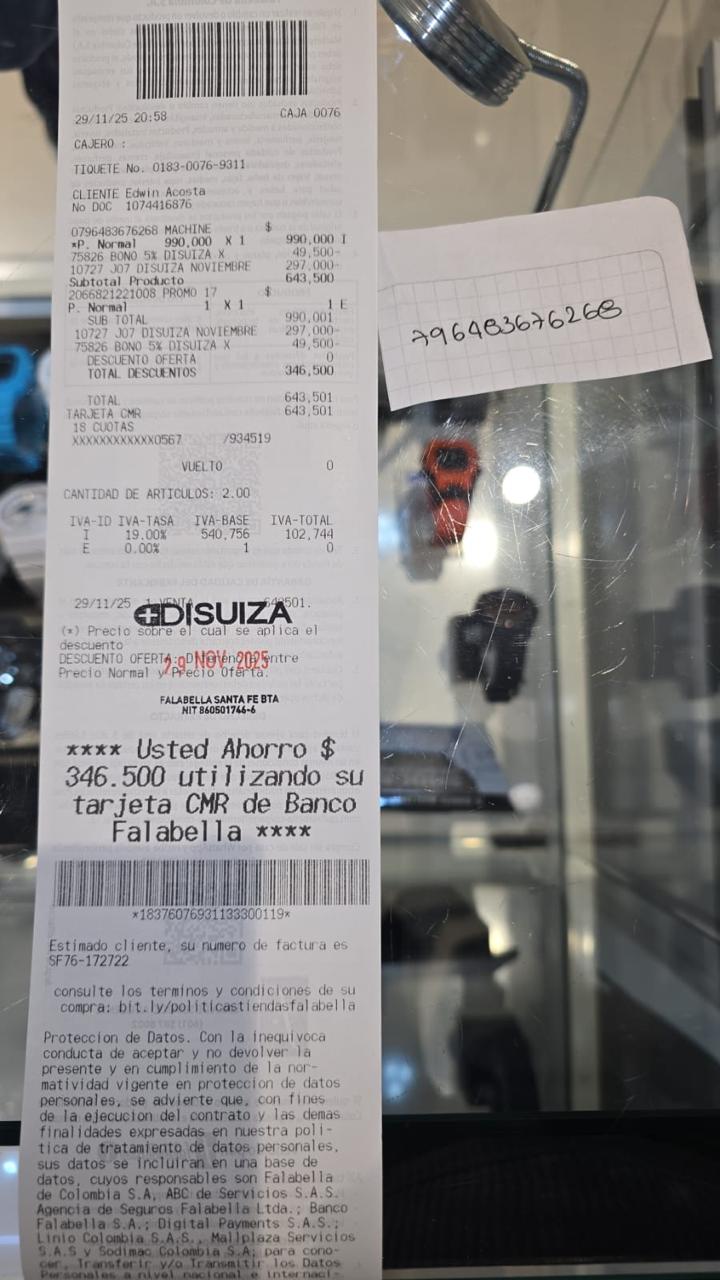 29/11/25 20:58 CAJA 0076
CAJERO :
TIQUETE No. 0183-0076-9311
CLIENTE Edwin Acosta
No DOC 1074416876
0796483676268 MACHINE $
*P. Normal 990,000 X 1 990,000 I
75826 BONO 5% DISUIZA X 49,500-
10727 J07 DISUIZA NOVIEMBRE 297,000-
Subtotal Producto 643,500
2066821221008 PROMO 17 $
P. Normal 1 X 1 1 E
SUB TOTAL 990,001
10727 J07 DISUIZA NOVIEMBRE 297,000-
75826 BONO 5% DISUIZA X 49,500-
DESCUENTO OFERTA 0
TOTAL DESCUENTOS 346,500
TOTAL 643,501
TARJETA CMR 643,501
18 CUOTAS
XXXXXXXXXXXX0567 /934519
VUELTO 0
CANTIDAD DE ARTICULOS: 2.00
IVA-ID IVA-TASA IVA-BASE IVA-TOTAL
I 19.00% 540,756 102,744
E 0.00% 1 0
29/11/25 1 VENTA 643501.
DISUIZA
(*) Precio sobre el cual se aplica el
descuento
DESCUENTO OFERTA: Diferencia entre
Precio Normal y Precio Oferta.
29 NOV 2025
FALABELLA SANTA FE BTA
NIT 860501746-6
**** Usted Ahorro $
346.500 utilizando su
tarjeta CMR de Banco
Falabella ****
*18376076931133300119*
Estimado cliente, su numero de factura es
SF76-172722
consulte los terminos y condiciones de su
compra: bit.ly/politicastiendasfalabella
Proteccion de Datos. Con la inequivoca
conducta de aceptar y no devolver la
presente y en cumplimiento de la nor-
matividad vigente en proteccion de datos
personales, se advierte que, con fines
de la ejecucion del contrato y las demas
finalidades expresadas en nuestra poli-
tica de tratamiento de datos personales,
sus datos se incluiran en una base de
datos, cuyos responsables son Falabella
de Colombia S.A, ABC de Servicios S.A.S.
Agencia de Seguros Falabella Ltda.; Banco
Falabella S.A.; Digital Payments S.A.S.;
Linio Colombia S.A.S., Mallplaza Servicios
S.A.S y Sodimac Colombia S.A; para cono-
cer, Transferir y/o Transmitir los Datos
Personales a nivel nacional e internaci-
796483676268